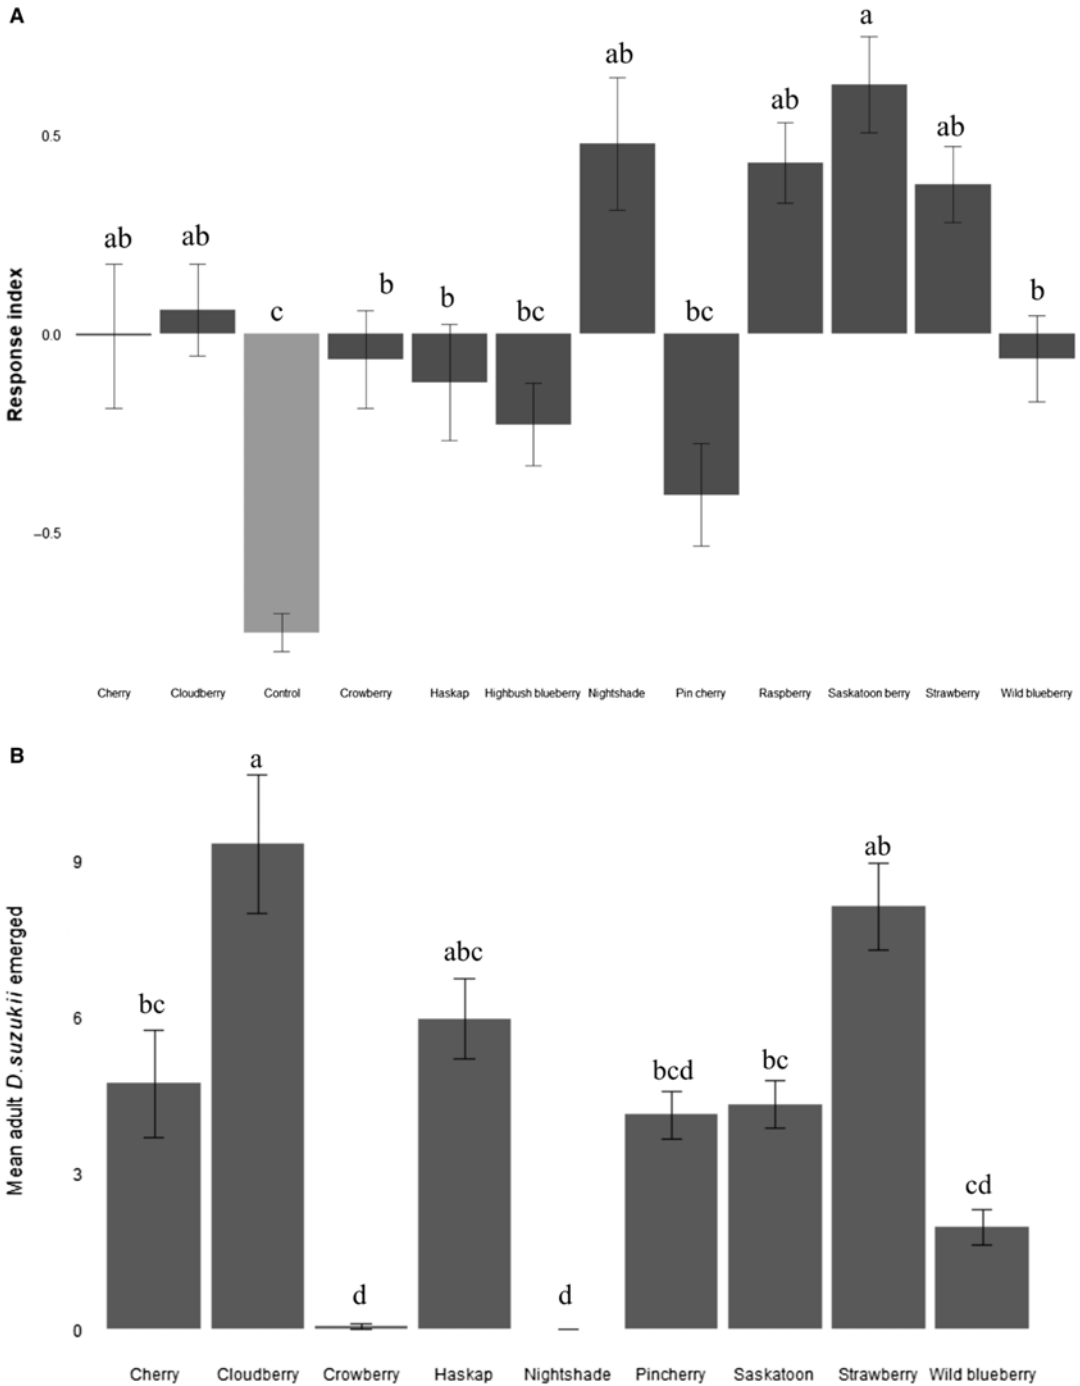 A
a
ab
ab
ab
ab
ab
ab
b
b
b
c
bc
bc
0.5
0.0
−0.5
Response index
Cherry Cloudberry Control Crowberry Haskap Highbush blueberry Nightshade Pin cherry Raspberry Saskatoon berry Strawberry Wild blueberry
B
a
ab
abc
bc
bcd
bc
cd
d
d
9
6
3
0
Mean adult D.suzukii emerged
Cherry Cloudberry Crowberry Haskap Nightshade Pincherry Saskatoon Strawberry Wild blueberry